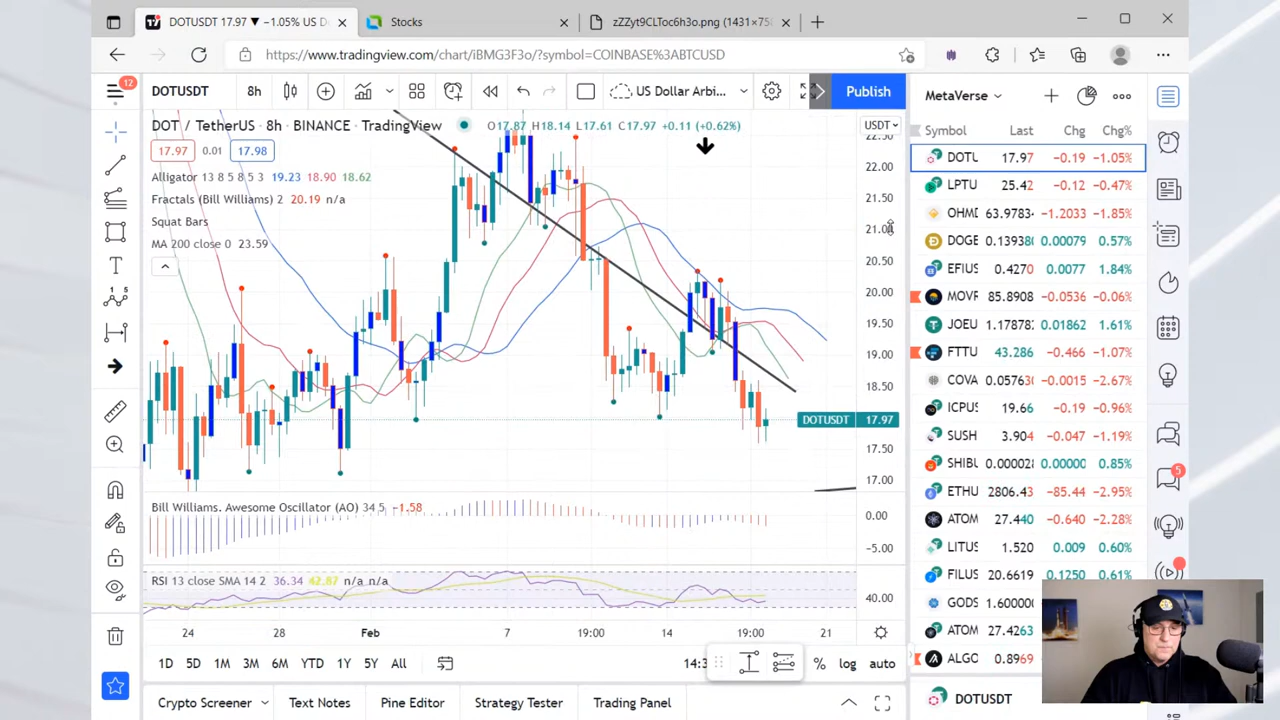 DOTUSDT 17.97 ▼ −1.05% US D
Stocks
zZZyt9CLToc6h3o.png (1431×758
https://www.tradingview.com/chart/iBMG3F3o/?symbol=COINBASE%3ABTCUSD
12
DOTUSDT
8h
US Dollar Arbi...
Publish
MetaVerse
DOT / TetherUS · 8h · BINANCE · TradingView
O17.87 H18.14 L17.61 C17.97 +0.11 (+0.62%)
USDT
17.97 0.01 17.98
Alligator 13 8 5 8 5 3 19.23 18.90 18.62
Fractals (Bill Williams) 2 20.19 n/a
Squat Bars
MA 200 close 0 23.59
22.50
22.00
21.50
21.00
20.50
20.00
19.50
19.00
18.50
DOTUSDT 17.97
17.50
17.00
Bill Williams. Awesome Oscillator (AO) 34 5 −1.58
0.00
−5.00
RSI 13 close SMA 14 2 36.34 42.87 n/a n/a
40.00
24 28 Feb 7 19:00 14 19:00 21
1D 5D 1M 3M 6M YTD 1Y 5Y All
14:3
% log auto
Crypto Screener
Text Notes
Pine Editor
Strategy Tester
Trading Panel
Symbol Last Chg Chg%
DOTU 17.97 −0.19 −1.05%
LPTU 25.42 −0.12 −0.47%
OHMD 63.9783 −1.2033 −1.85%
DOGE 0.13938 0.00079 0.57%
EFIUS 0.4270 0.0077 1.84%
MOVR 85.8908 −0.0536 −0.06%
JOEU 1.17878 0.01862 1.61%
FTTU 43.286 −0.466 −1.07%
COVA 0.05763 −0.0015 −2.67%
ICPUS 19.66 −0.19 −0.96%
SUSH 3.904 −0.047 −1.19%
SHIBU 0.000028 0.00000 0.85%
ETHU 2806.43 −85.44 −2.95%
ATOM 27.440 −0.640 −2.28%
LITUS 1.520 0.009 0.60%
FILUS 20.6619 0.1250 0.61%
GODS 1.600000
ATOM 27.4263
ALGO 0.8969
DOTUSDT
5